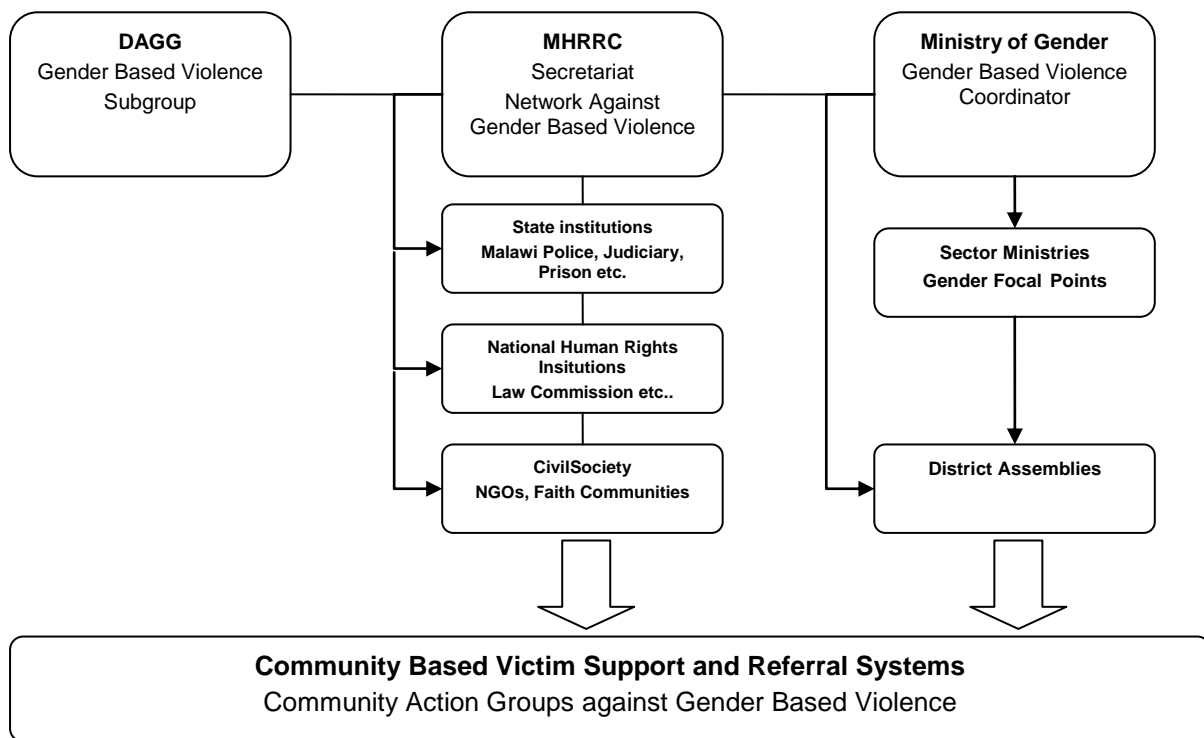 DAGG
Gender Based Violence
Subgroup
MHRRC
Secretariat
Network Against
Gender Based Violence
Ministry of Gender
Gender Based Violence
Coordinator
State institutions
Malawi Police, Judiciary,
Prison etc.
Sector Ministries
Gender Focal Points
National Human Rights
Insitutions
Law Commission etc..
CivilSociety
NGOs, Faith Communities
District Assemblies
Community Based Victim Support and Referral Systems
Community Action Groups against Gender Based Violence